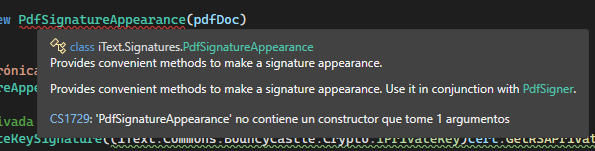 ew PdfSignatureAppearance(pdfDoc)
class iText.Signatures.PdfSignatureAppearance
Provides convenient methods to make a signature appearance.
rónica
Provides convenient methods to make a signature appearance. Use it in conjunction with PdfSigner.
reApp
CS1729: 'PdfSignatureAppearance' no contiene un constructor que tome 1 argumentos
ivada
teKeySignature((iText.Commons.BouncyCastle.Crypto.IPrivateKey)Cert.GetRSAPrivat